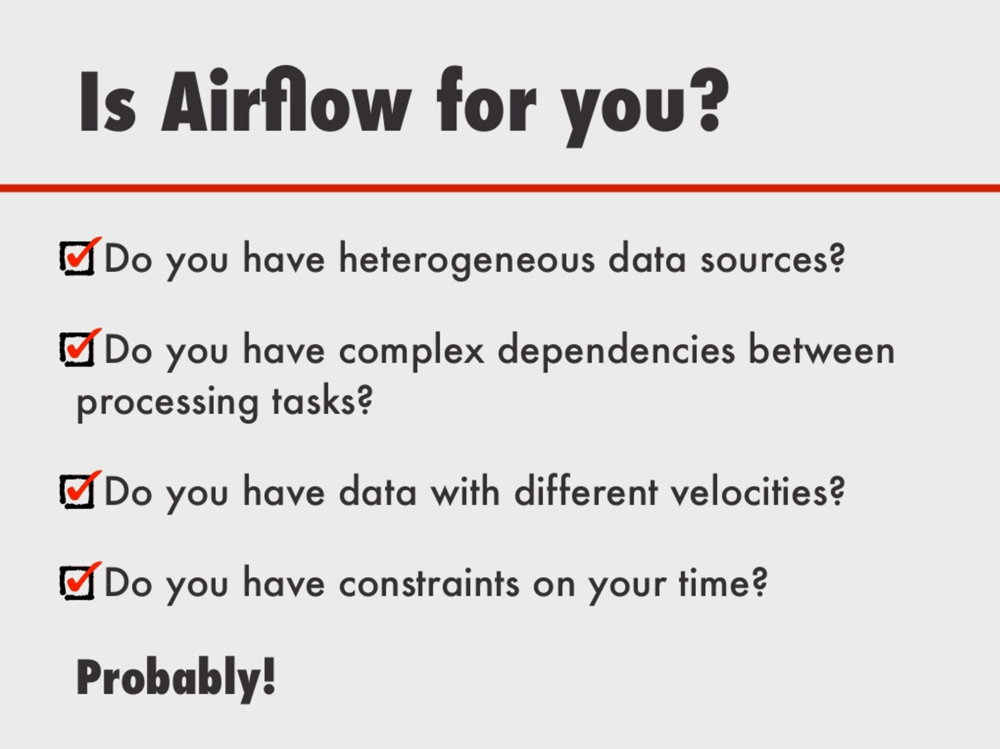 Is Airflow for you?
Do you have heterogeneous data sources?
Do you have complex dependencies between
processing tasks?
Do you have data with different velocities?
Do you have constraints on your time?
Probably!